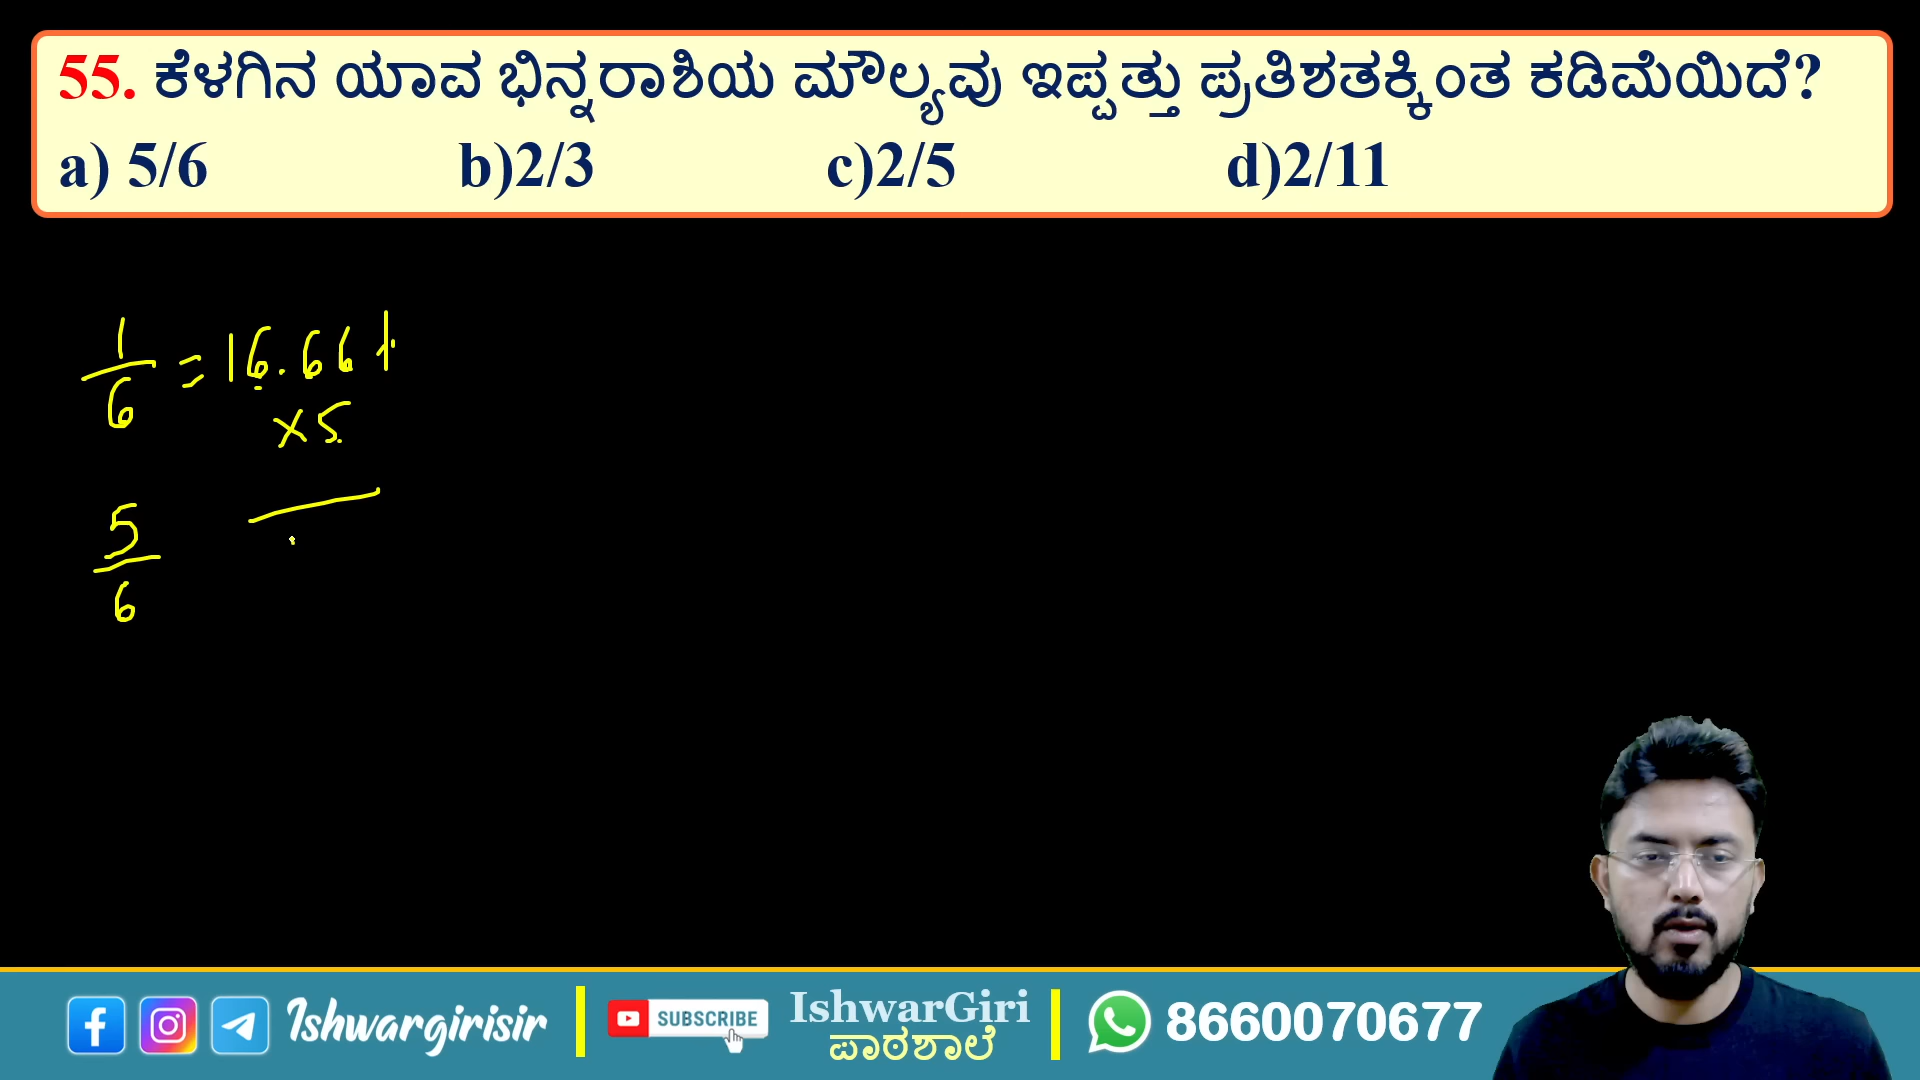 55. ಕೆಳಗಿನ ಯಾವ ಭಿನ್ನರಾಶಿಯ ಮೌಲ್ಯವು ಇಪ್ಪತ್ತು ಪ್ರತಿಶತಕ್ಕಿಂತ ಕಡಿಮೆಯಿದೆ?
a) 5/6 b)2/3 c)2/5 d)2/11
1/6 = 16.66%
×5
5/6
Ishwargirisir SUBSCRIBE IshwarGiri 8660070677
ಪಾಠಶಾಲೆ